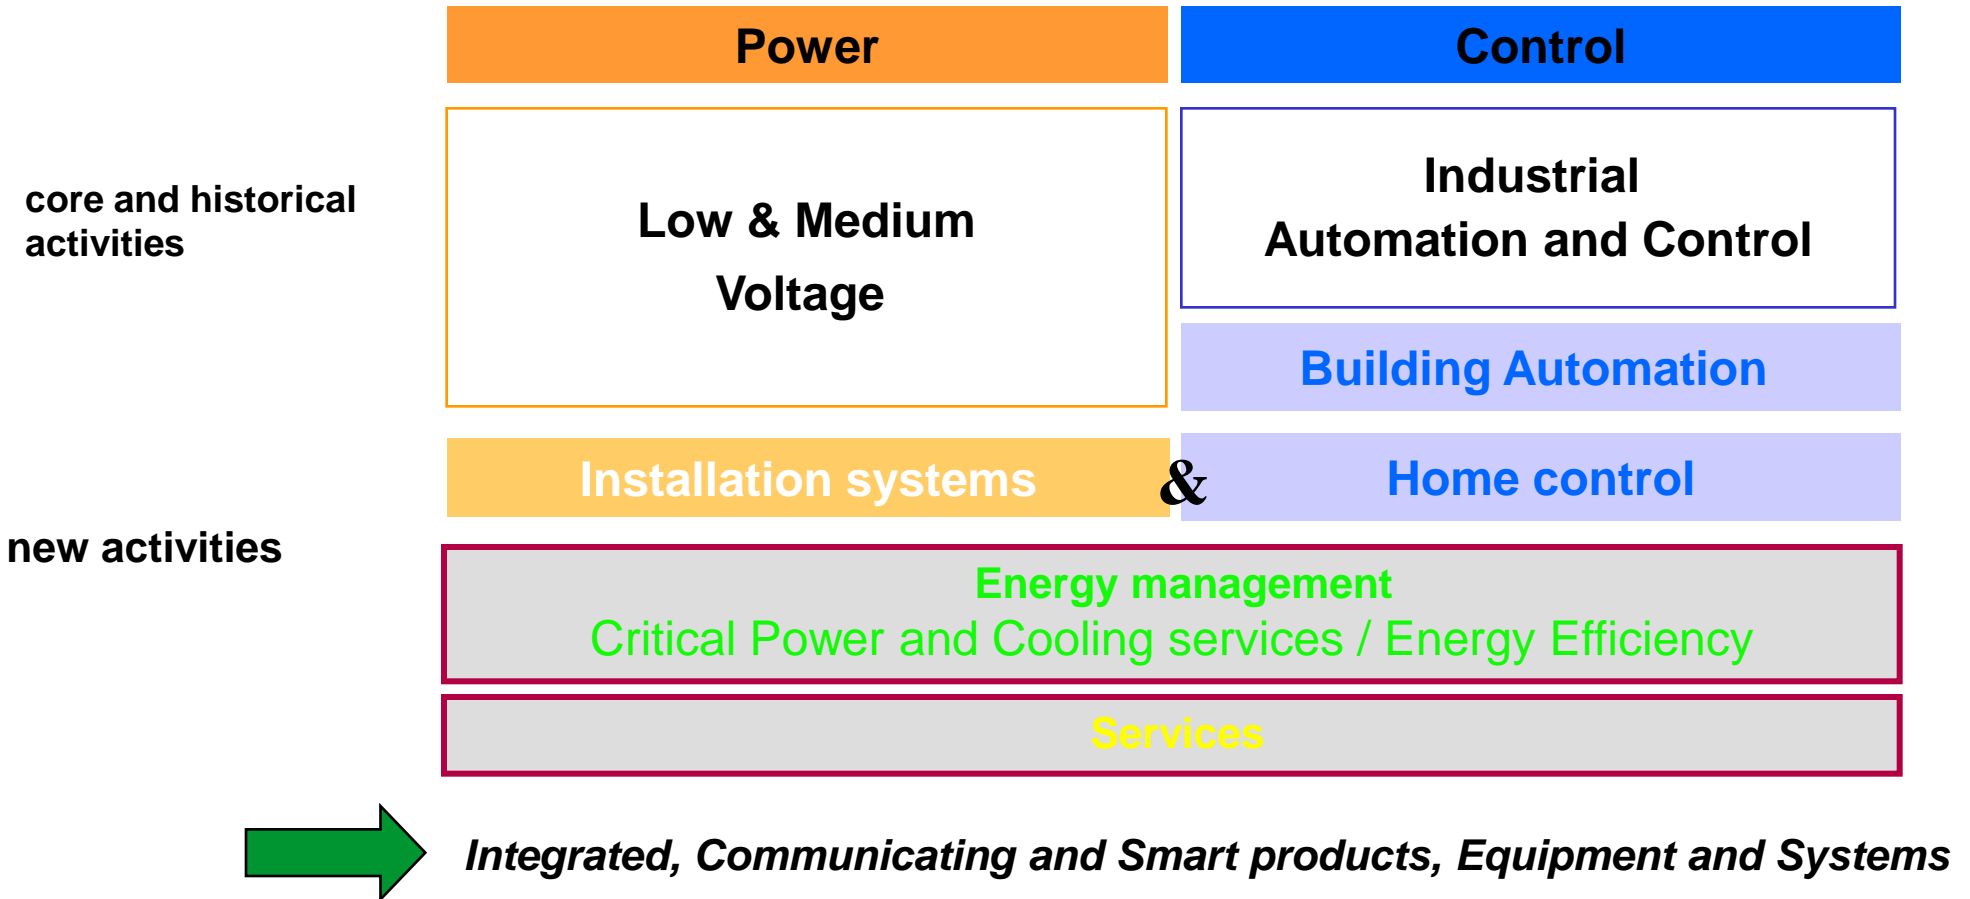 Power
Control
core and historical
activities
Low & Medium
Voltage
Industrial
Automation and Control
Building Automation
Installation systems
&
Home control
new activities
Energy management
Critical Power and Cooling services / Energy Efficiency
Services
Integrated, Communicating and Smart products, Equipment and Systems